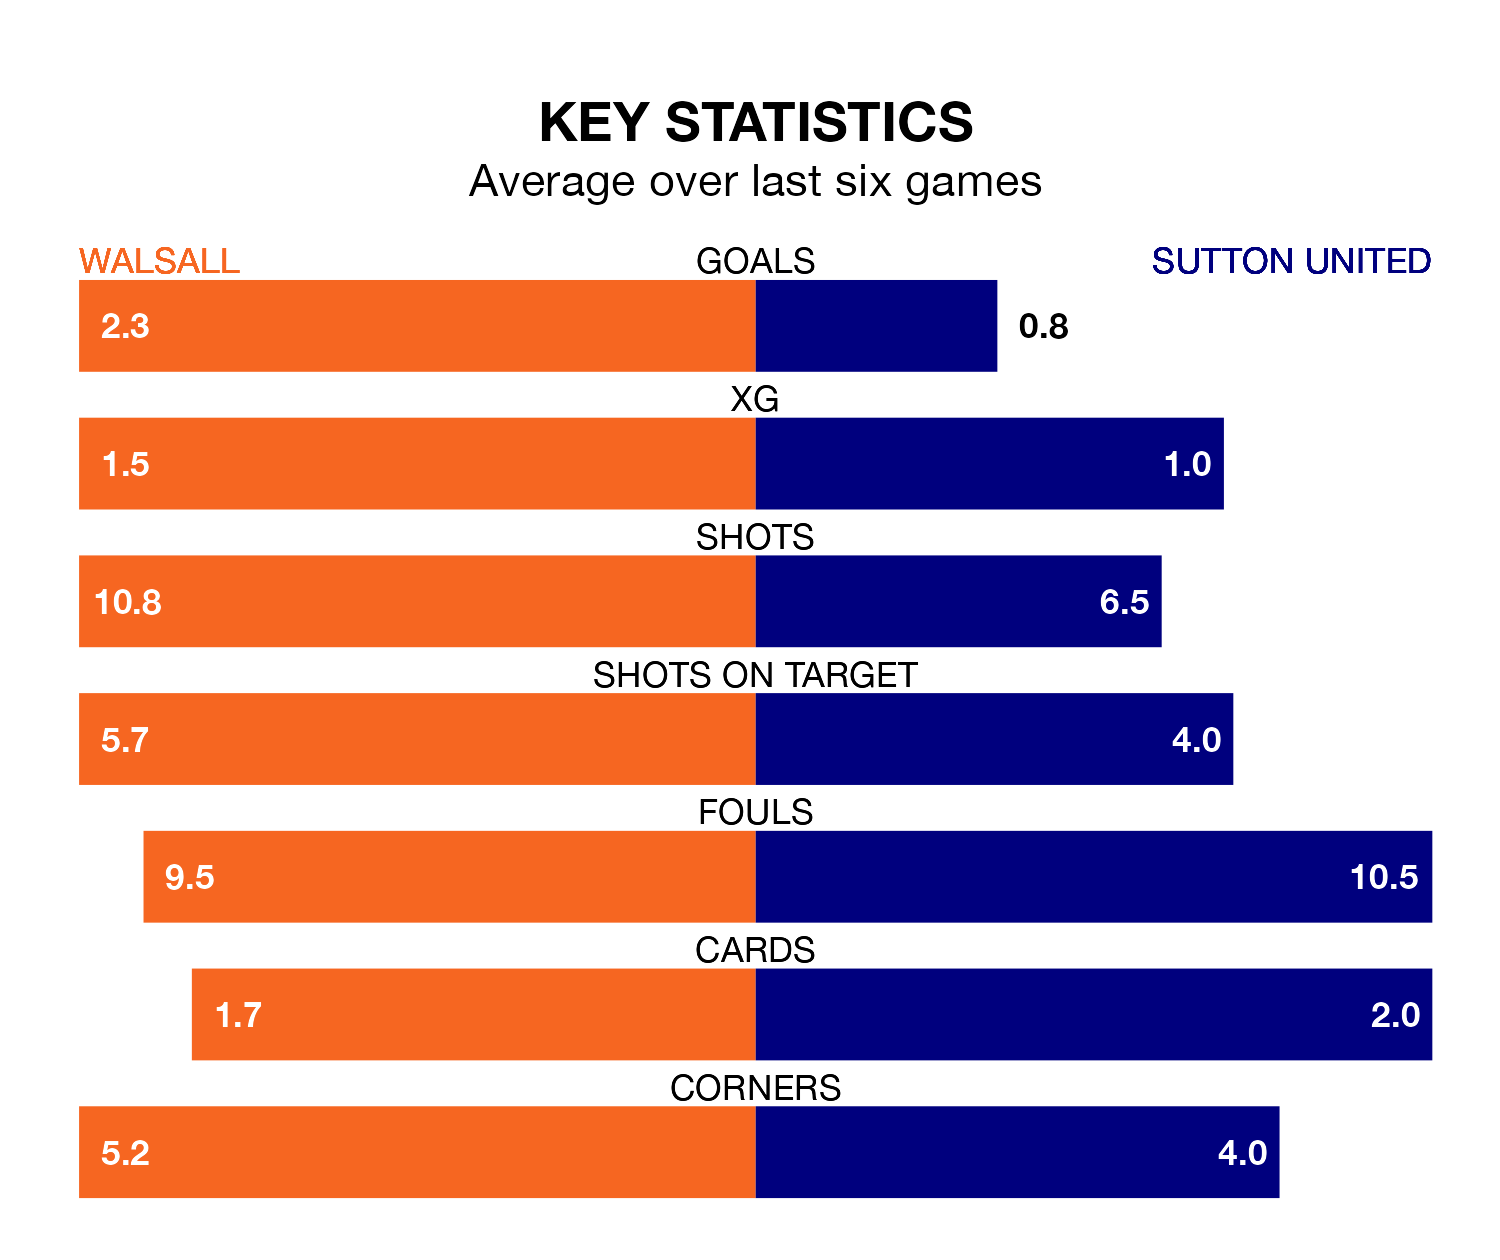 KEY STATISTICS
Average over last six games
WALSALL GOALS SUTTON UNITED
2.3 0.8
XG
1.5 1.0
SHOTS
10.8 6.5
SHOTS ON TARGET
5.7 4.0
FOULS
9.5 10.5
CARDS
1.7 2.0
CORNERS
5.2 4.0